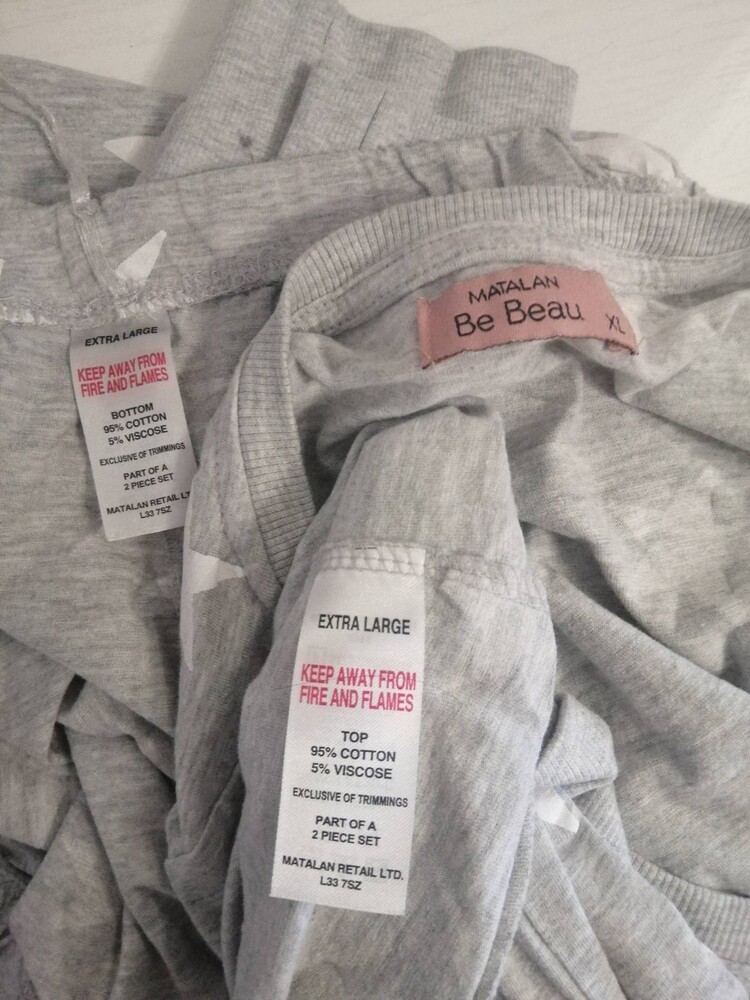 MATALAN
Be Beau
XL
EXTRA LARGE
KEEP AWAY FROM
FIRE AND FLAMES
BOTTOM
95% COTTON
5% VISCOSE
EXCLUSIVE OF TRIMMINGS
PART OF A
2 PIECE SET
MATALAN RETAIL LT
L33 7SZ
EXTRA LARGE
KEEP AWAY FROM
FIRE AND FLAMES
TOP
95% COTTON
5% VISCOSE
EXCLUSIVE OF TRIMMINGS
PART OF A
2 PIECE SET
MATALAN RETAIL LTD.
L33 7SZ